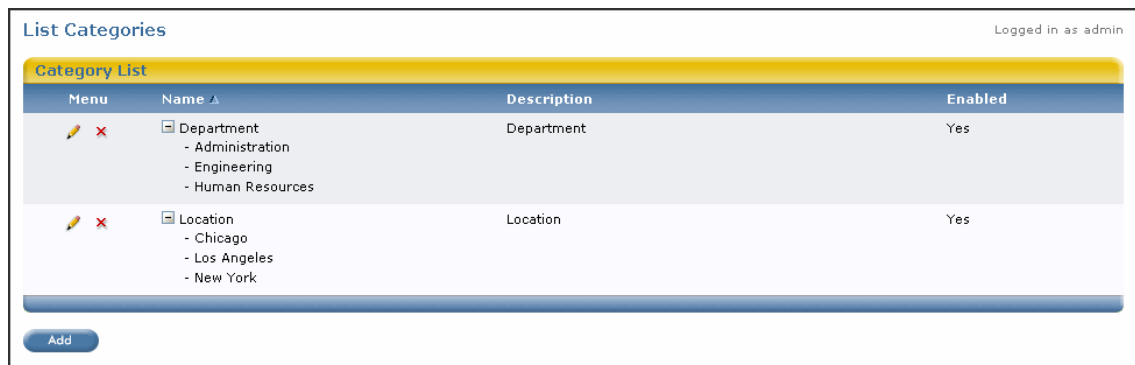 List Categories
Logged in as admin
Category List
Menu Name Description Enabled
Department Department Yes
- Administration
- Engineering
- Human Resources
Location Location Yes
- Chicago
- Los Angeles
- New York
Add